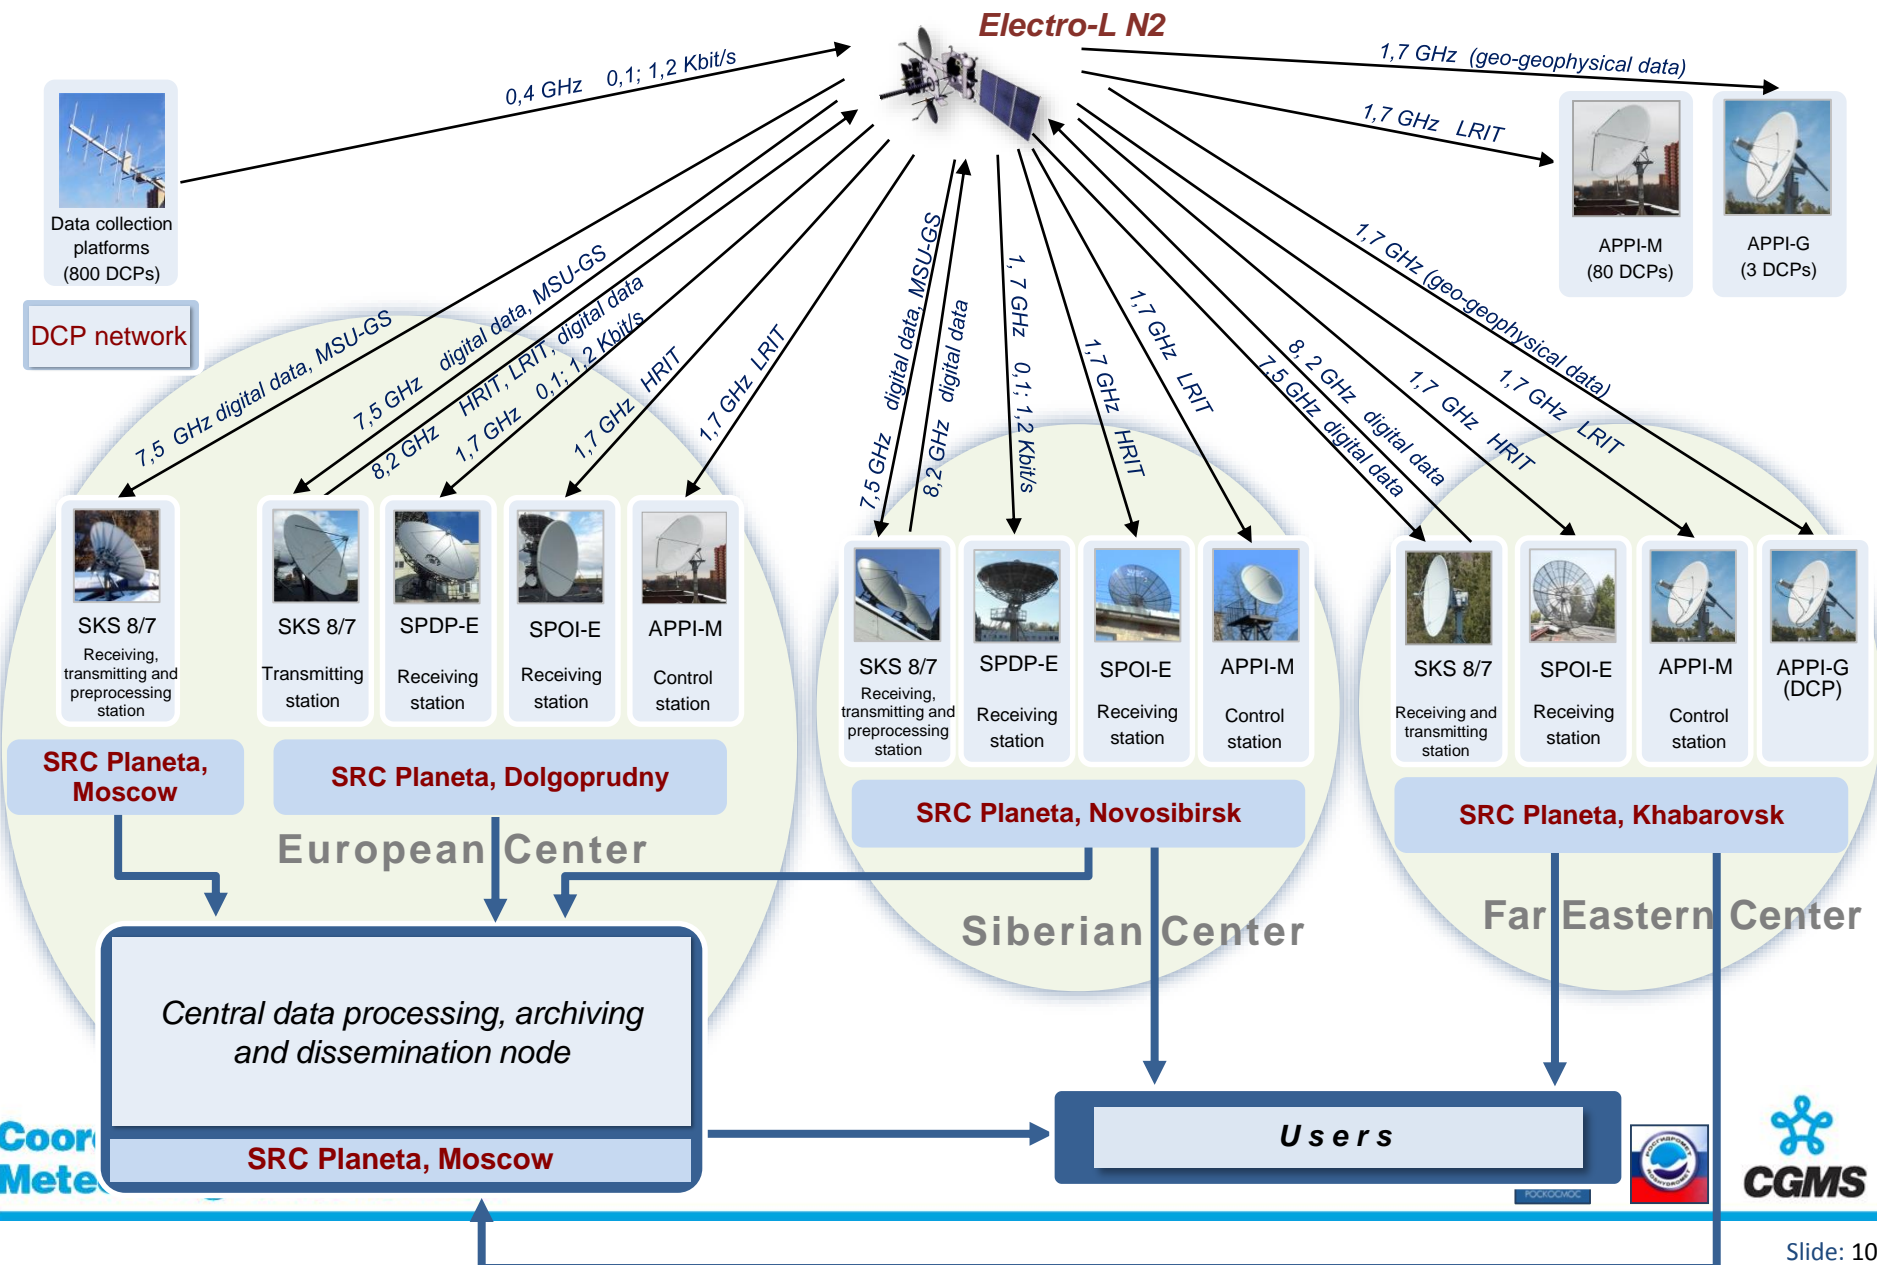 Electro-L N2
0,4 GHz 0,1; 1,2 Kbit/s
1,7 GHz (geo-geophysical data)
1,7 GHz LRIT
Data collection
platforms
(800 DCPs)
APPI-M
(80 DCPs)
APPI-G
(3 DCPs)
DCP network
7,5 GHz digital data, MSU-GS
7,5 GHz digital data, MSU-GS
8,2 GHz HRIT, LRIT, digital data
1,7 GHz 0,1; 1,2 Kbit/s
1,7 GHz HRIT
1,7 GHz LRIT
7,5 GHz digital data, MSU-GS
8,2 GHz digital data
1, 7 GHz 0,1; 1,2 Kbit/s
1,7 GHz HRIT
1,7 GHz LRIT
7,5 GHz digital data
8, 2 GHz digital data
1,7 GHz HRIT
1,7 GHz LRIT
1,7 GHz (geo-geophysical data)
SKS 8/7
Receiving,
transmitting and
preprocessing
station
SKS 8/7
Transmitting
station
SPDP-E
Receiving
station
SPOI-E
Receiving
station
APPI-M
Control
station
SKS 8/7
Receiving,
transmitting and
preprocessing
station
SPDP-E
Receiving
station
SPOI-E
Receiving
station
APPI-M
Control
station
SKS 8/7
Receiving and
transmitting
station
SPOI-E
Receiving
station
APPI-M
Control
station
APPI-G
(DCP)
SRC Planeta,
Moscow
SRC Planeta, Dolgoprudny
SRC Planeta, Novosibirsk
SRC Planeta, Khabarovsk
European Center
Siberian Center
Far Eastern Center
Central data processing, archiving
and dissemination node
SRC Planeta, Moscow
Users
Coor
Mete
РОСГИДРОМЕТ
ROSHYDROMET
РОСКОСМОС
CGMS
Slide: 10